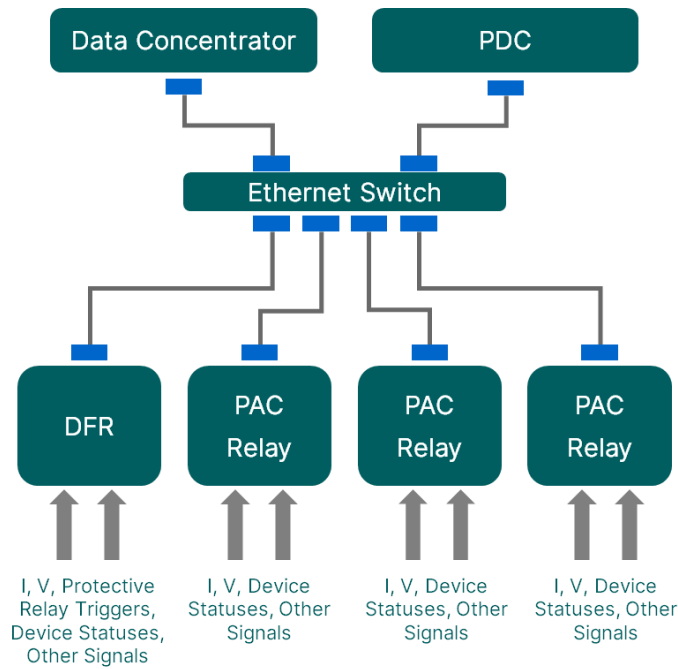 Data Concentrator
PDC
Ethernet Switch
DFR
PAC
Relay
PAC
Relay
PAC
Relay
I, V, Protective
Relay Triggers,
Device Statuses,
Other Signals
I, V, Device
Statuses, Other
Signals
I, V, Device
Statuses, Other
Signals
I, V, Device
Statuses, Other
Signals